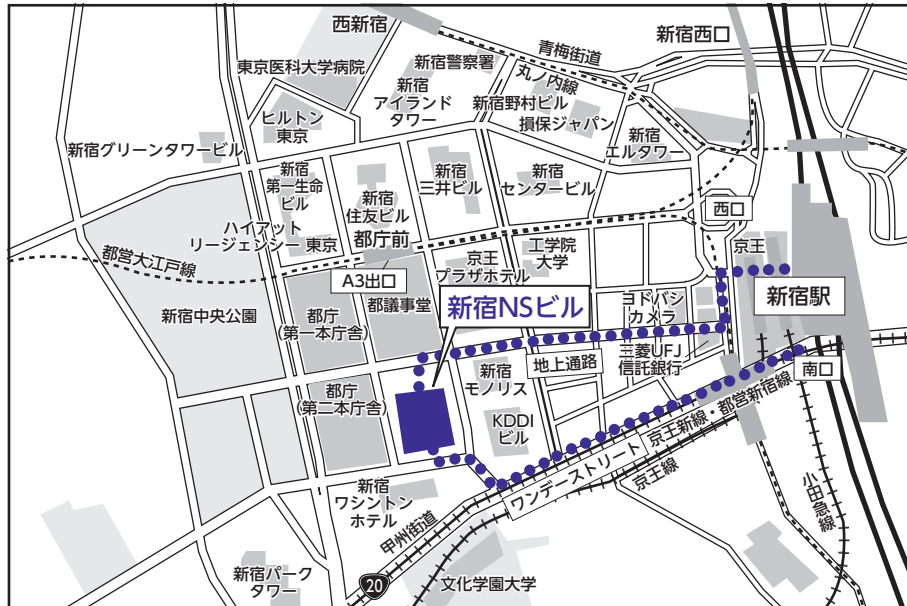 西新宿
新宿西口
青梅街道
東京医科大学病院
新宿警察署
丸ノ内線
新宿
アイランド
タワー
新宿野村ビル
損保ジャパン
ヒルトン
東京
新宿
エルタワー
新宿グリーンタワービル
新宿
第一生命
ビル
新宿
住友ビル
新宿
三井ビル
新宿
センタービル
西口
ハイアット
リージェンシー 東京
都庁前
京王
プラザホテル
工学院
大学
京王
都営大江戸線
A3出口
新宿駅
新宿中央公園
都庁
(第一本庁舎)
都議事堂
新宿NSビル
ヨドバシ
カメラ
三菱UFJ
信託銀行
地上通路
南口
都庁
(第二本庁舎)
新宿
モノリス
KDDI
ビル
京王新線・都営新宿線
ワンデーストリート
京王線
小田急線
新宿
ワシントン
ホテル
甲州街道
20
新宿パーク
タワー
文化学園大学